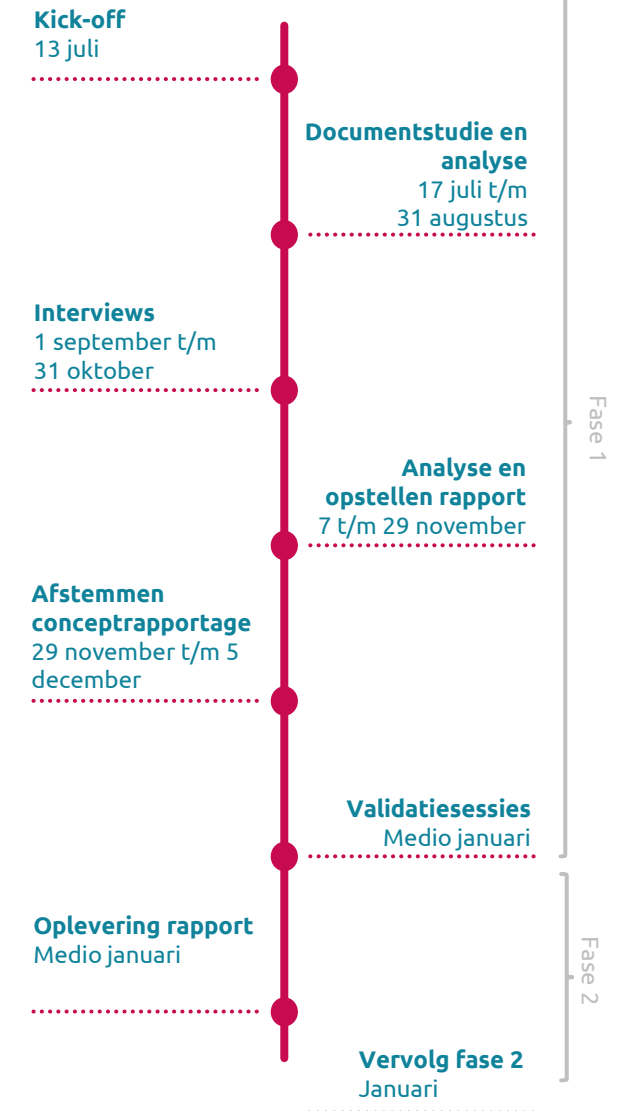 Kick-off
13 juli
Documentstudie en
analyse
17 juli t/m
31 augustus
Interviews
1 september t/m
31 oktober
Fase 1
Analyse en
opstellen rapport
7 t/m 29 november
Afstemmen
conceptrapportage
29 november t/m 5
december
Validatiesessies
Medio januari
Oplevering rapport
Medio januari
Fase 2
Vervolg fase 2
Januari